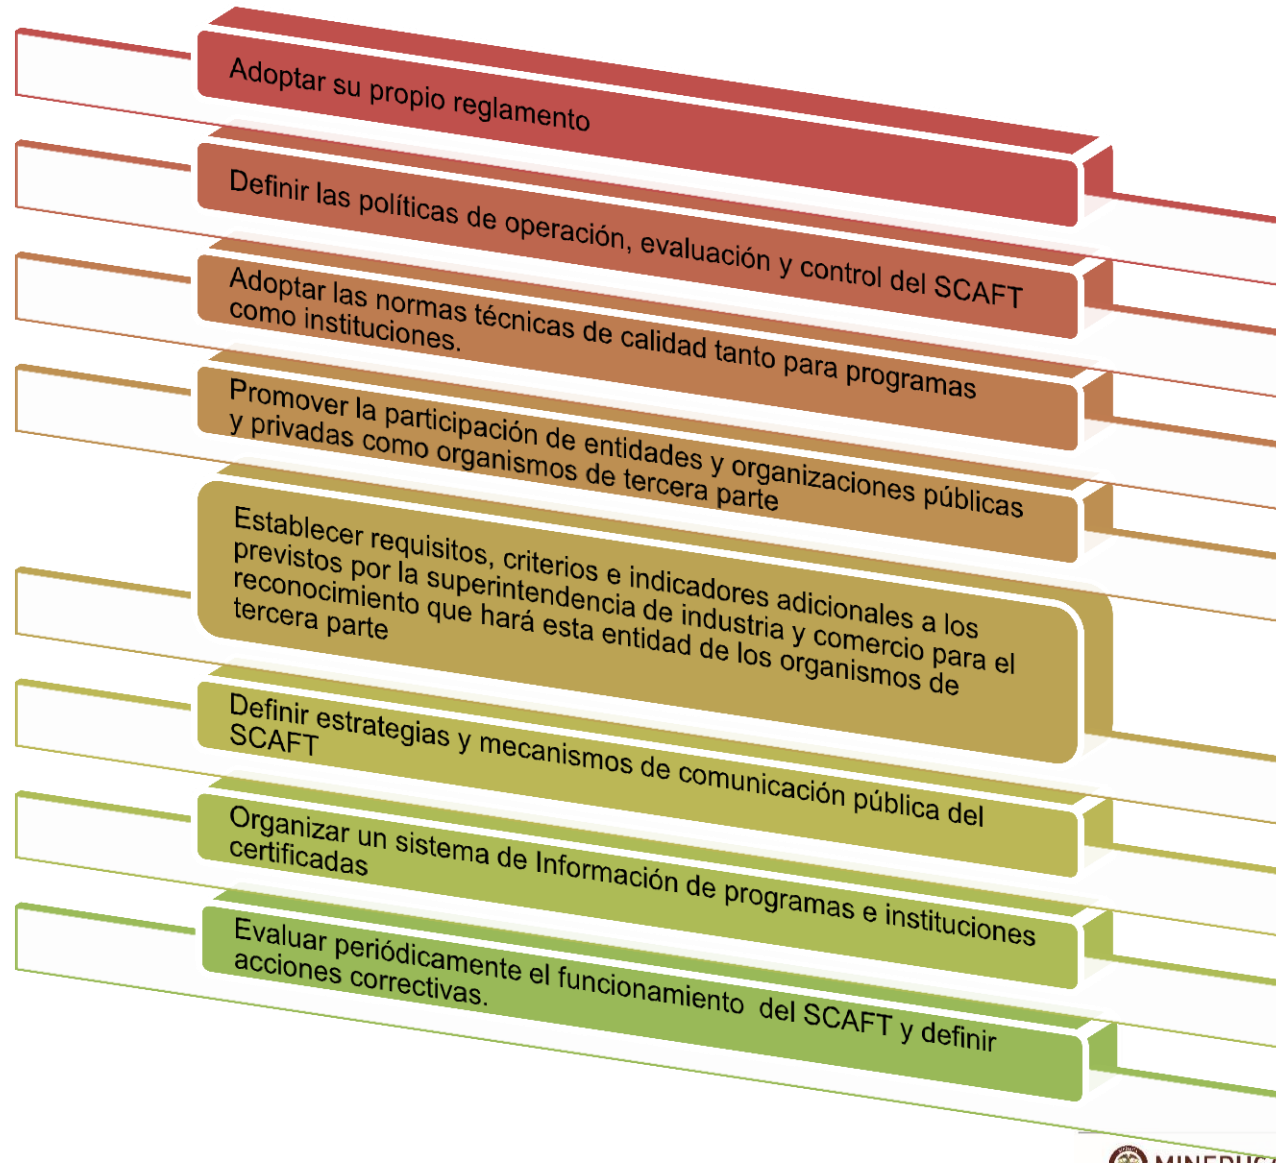 Adoptar su propio reglamento
Definir las políticas de operación, evaluación y control del SCAFT
Adoptar las normas técnicas de calidad tanto para programas
como instituciones.
Promover la participación de entidades y organizaciones públicas
y privadas como organismos de tercera parte
Establecer requisitos, criterios e indicadores adicionales a los
previstos por la superintendencia de industria y comercio para el
reconocimiento que hará esta entidad de los organismos de
tercera parte
Definir estrategias y mecanismos de comunicación pública del
SCAFT
Organizar un sistema de Información de programas e instituciones
certificadas
Evaluar periódicamente el funcionamiento  del SCAFT y definir
acciones correctivas.